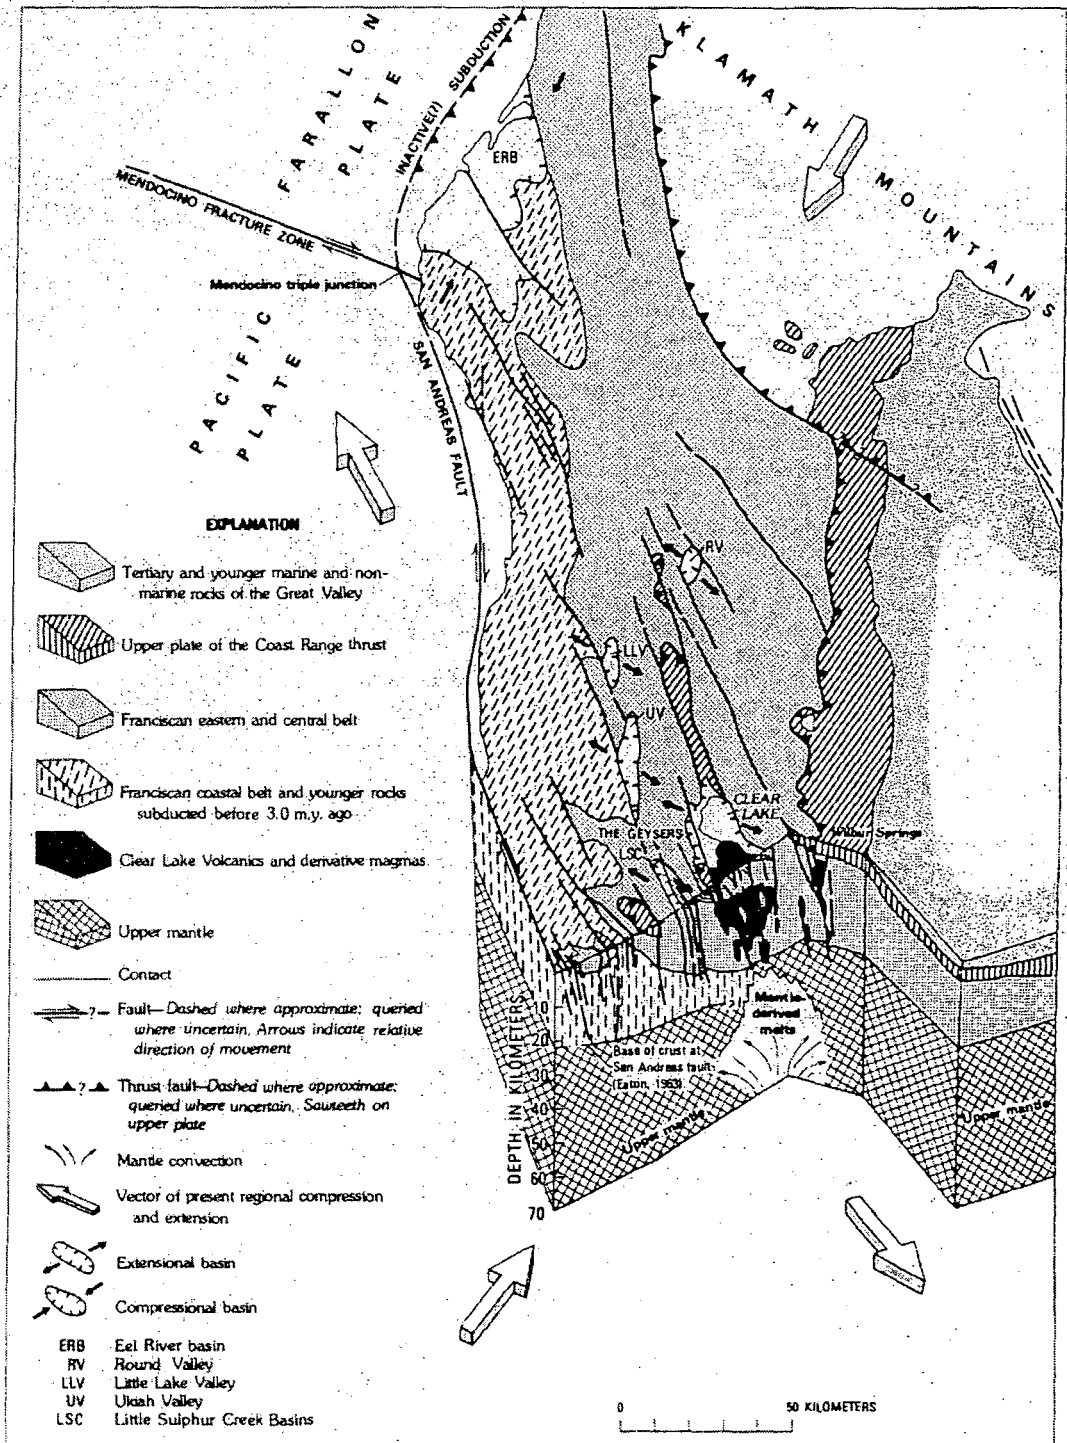 FARALLON
PLATE
INACTIVE(?) SUBDUCTION
KLAMATH MOUNTAINS
ERB
MENDOCINO FRACTURE ZONE
Mendocino triple junction
PACIFIC
PLATE
SAN ANDREAS FAULT
EXPLANATION
Tertiary and younger marine and non-
marine rocks of the Great Valley
Upper plate of the Coast Range thrust
Franciscan eastern and central belt
Franciscan coastal belt and younger rocks
subducted before 3.0 m.y. ago
Clear Lake Volcanics and derivative magmas
Upper mantle
Contact
?
Fault—Dashed where approximate; queried
where uncertain, Arrows indicate relative
direction of movement
?
Thrust fault—Dashed where approximate;
queried where uncertain, Sawteeth on
upper plate
Mantle convection
Vector of present regional compression
and extension
Extensional basin
Compressional basin
ERB Eel River basin
RV Round Valley
LLV Little Lake Valley
UV Ukiah Valley
LSC Little Sulphur Creek Basins
?
RV
LLV
UV
CLEAR
LAKE
THE GEYSERS
LSC
Wilbur Springs
Mantle-
derived
melts
Base of crust at
San Andreas fault
(Eaton, 1963)
Upper mantle
Upper mantle
DEPTH IN KILOMETERS
0
20
30
40
50
60
70
0 50 KILOMETERS